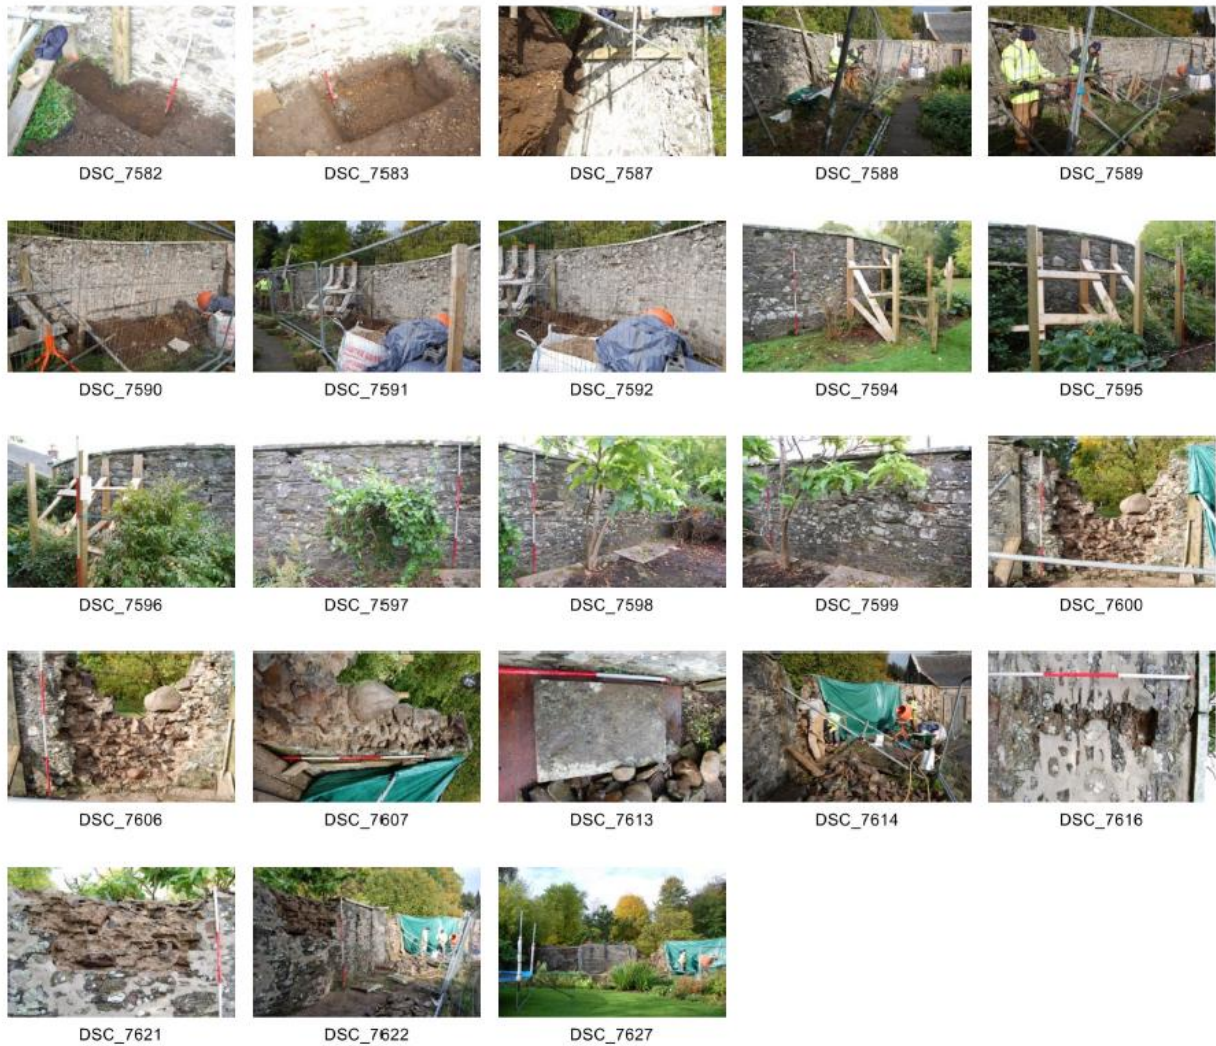 DSC_7582 DSC_7583 DSC_7587 DSC_7588 DSC_7589
DSC_7590 DSC_7591 DSC_7592 DSC_7594 DSC_7595
DSC_7596 DSC_7597 DSC_7598 DSC_7599 DSC_7600
DSC_7606 DSC_7607 DSC_7613 DSC_7614 DSC_7616
DSC_7621 DSC_7622 DSC_7627